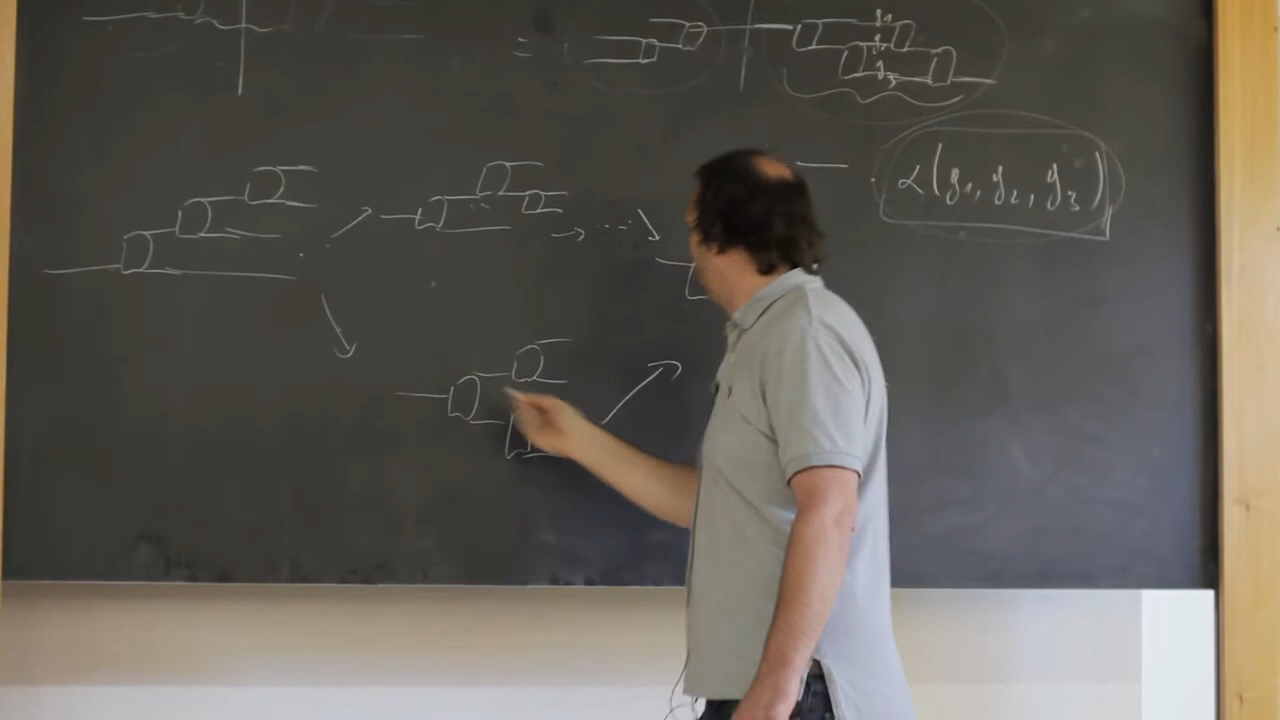 =
g₁
g₂
g₃
α(g₁, g₂, g₃)